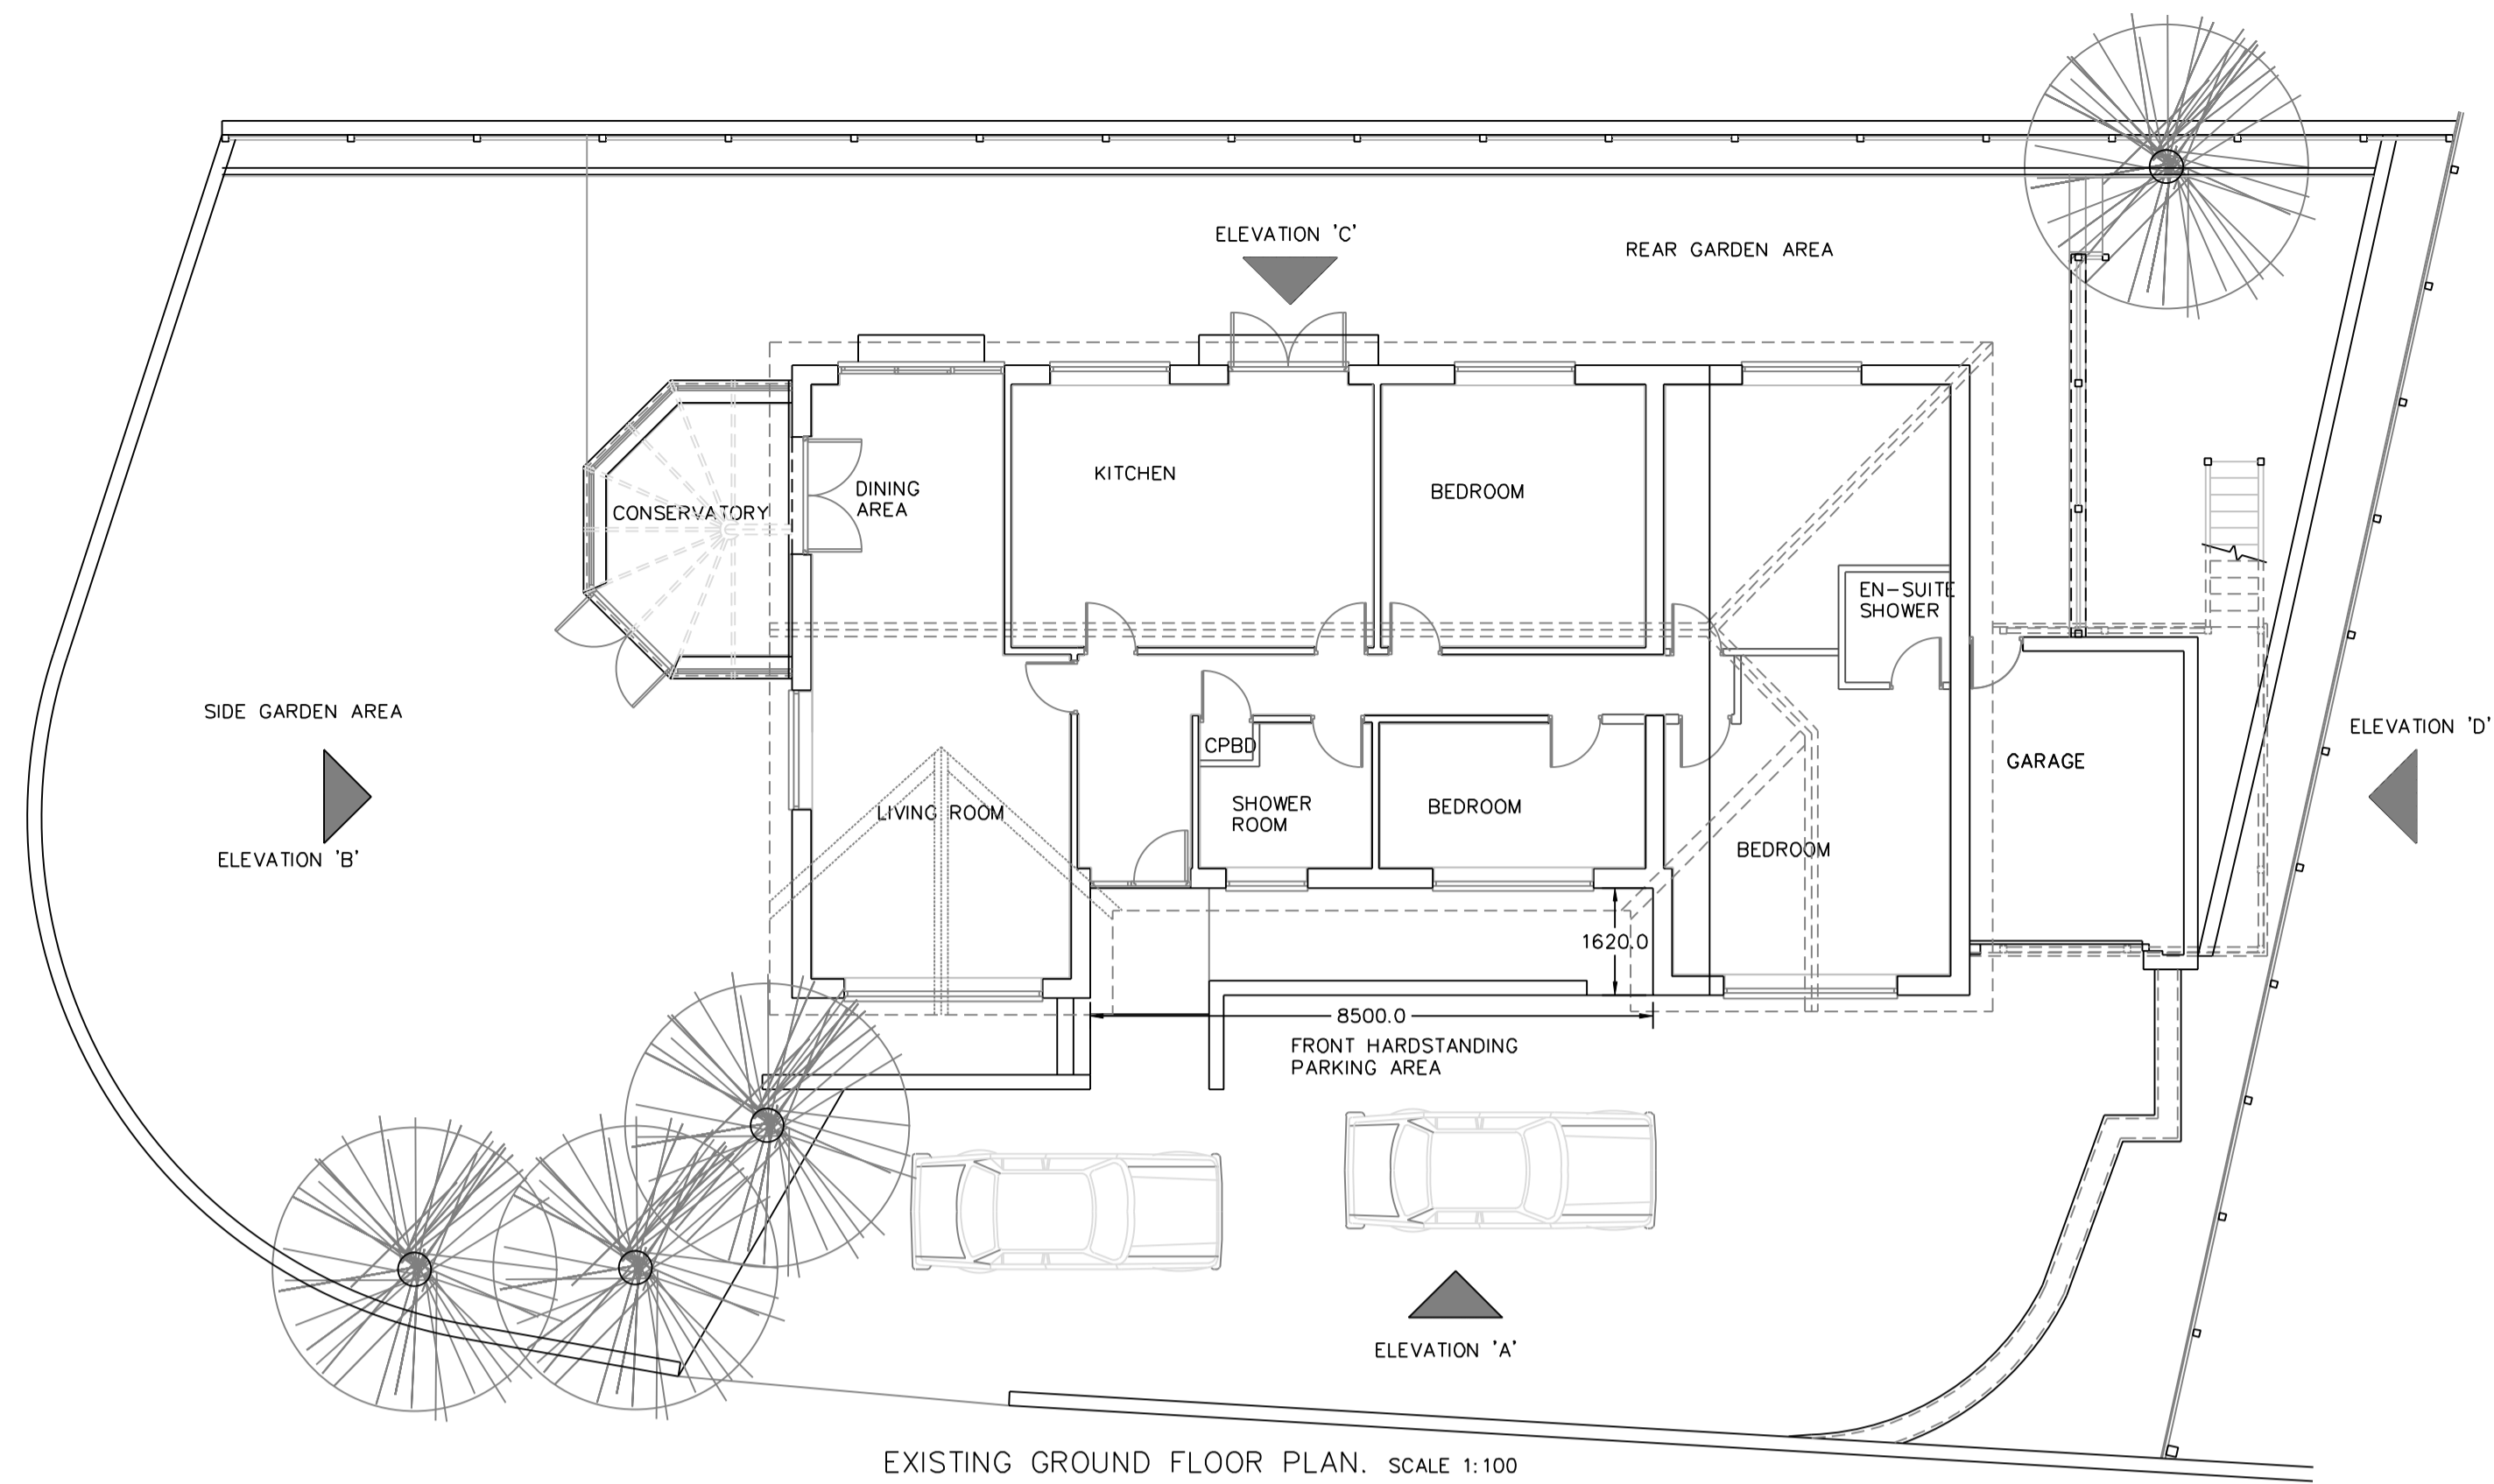 ELEVATION 'C'
REAR GARDEN AREA
KITCHEN
DINING
AREA
BEDROOM
CONSERVATORY
EN-SUITE
SHOWER
SIDE GARDEN AREA
ELEVATION 'D'
CPBD
GARAGE
LIVING ROOM
SHOWER
ROOM
BEDROOM
BEDROOM
ELEVATION 'B'
1620.0
8500.0
FRONT HARDSTANDING
PARKING AREA
ELEVATION 'A'
EXISTING GROUND FLOOR PLAN. SCALE 1:100